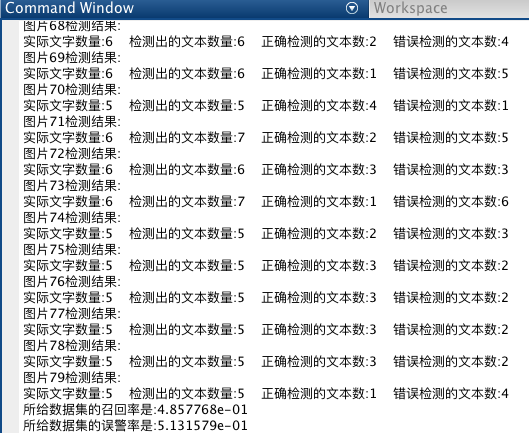 Command Window Workspace
图片68检测结果:
实际文字数量:6 检测出的文本数量:6 正确检测的文本数:2 错误检测的文本数:4
图片69检测结果:
实际文字数量:6 检测出的文本数量:6 正确检测的文本数:1 错误检测的文本数:5
图片70检测结果:
实际文字数量:5 检测出的文本数量:5 正确检测的文本数:4 错误检测的文本数:1
图片71检测结果:
实际文字数量:6 检测出的文本数量:7 正确检测的文本数:2 错误检测的文本数:5
图片72检测结果:
实际文字数量:6 检测出的文本数量:6 正确检测的文本数:3 错误检测的文本数:3
图片73检测结果:
实际文字数量:6 检测出的文本数量:7 正确检测的文本数:1 错误检测的文本数:6
图片74检测结果:
实际文字数量:5 检测出的文本数量:5 正确检测的文本数:2 错误检测的文本数:3
图片75检测结果:
实际文字数量:5 检测出的文本数量:5 正确检测的文本数:3 错误检测的文本数:2
图片76检测结果:
实际文字数量:5 检测出的文本数量:5 正确检测的文本数:3 错误检测的文本数:2
图片77检测结果:
实际文字数量:5 检测出的文本数量:5 正确检测的文本数:3 错误检测的文本数:2
图片78检测结果:
实际文字数量:5 检测出的文本数量:5 正确检测的文本数:3 错误检测的文本数:2
图片79检测结果:
实际文字数量:5 检测出的文本数量:5 正确检测的文本数:1 错误检测的文本数:4
所给数据集的召回率是:4.857768e-01
所给数据集的误警率是:5.131579e-01